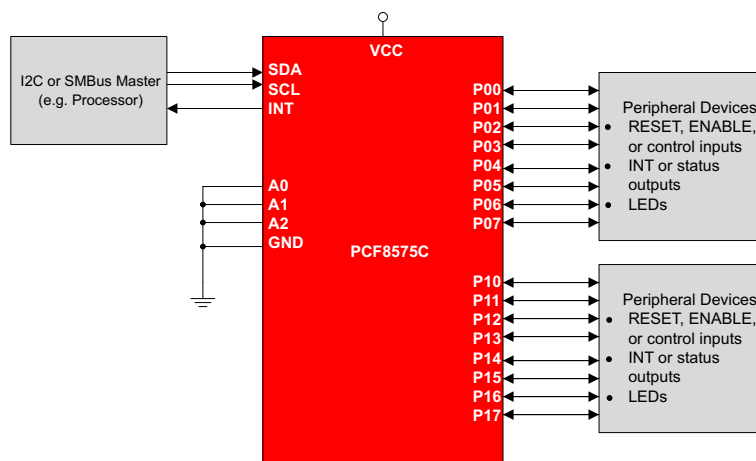 VCC
I2C or SMBus Master
(e.g. Processor)
SDA
SCL
INT
A0
A1
A2
GND
PCF8575C
P00
P01
P02
P03
P04
P05
P06
P07
Peripheral Devices
• RESET, ENABLE,
or control inputs
• INT or status
outputs
• LEDs
P10
P11
P12
P13
P14
P15
P16
P17
Peripheral Devices
• RESET, ENABLE,
or control inputs
• INT or status
outputs
• LEDs